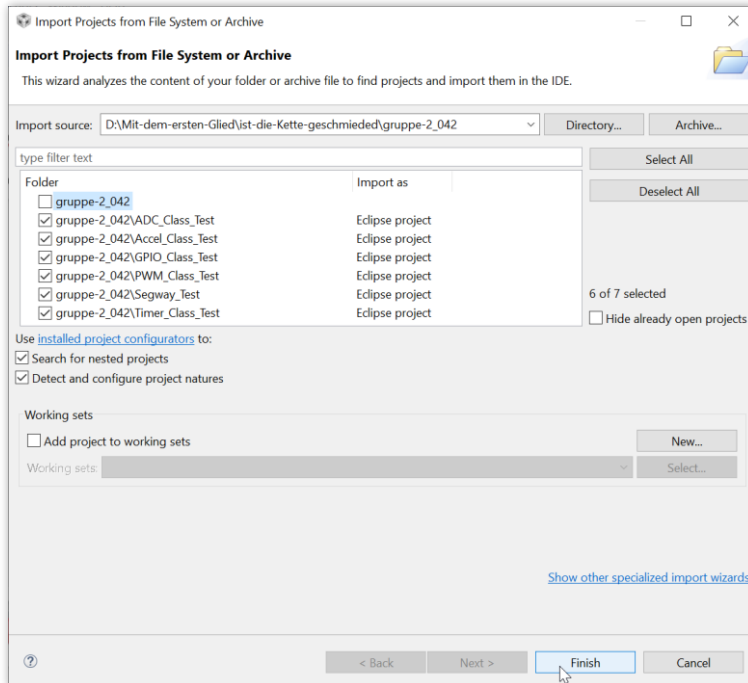 Import Projects from File System or Archive
Import Projects from File System or Archive
This wizard analyzes the content of your folder or archive file to find projects and import them in the IDE.
Import source: D:\Mit-dem-ersten-Glied\ist-die-Kette-geschmieded\gruppe-2_042 Directory... Archive...
type filter text Select All
Folder Import as Deselect All
gruppe-2_042
gruppe-2_042\ADC_Class_Test Eclipse project
gruppe-2_042\Accel_Class_Test Eclipse project
gruppe-2_042\GPIO_Class_Test Eclipse project
gruppe-2_042\PWM_Class_Test Eclipse project
gruppe-2_042\Segway_Test Eclipse project 6 of 7 selected
gruppe-2_042\Timer_Class_Test Eclipse project Hide already open projects
Use installed project configurators to:
Search for nested projects
Detect and configure project natures
Working sets
Add project to working sets New...
Working sets: Select...
Show other specialized import wizards
? < Back Next > Finish Cancel